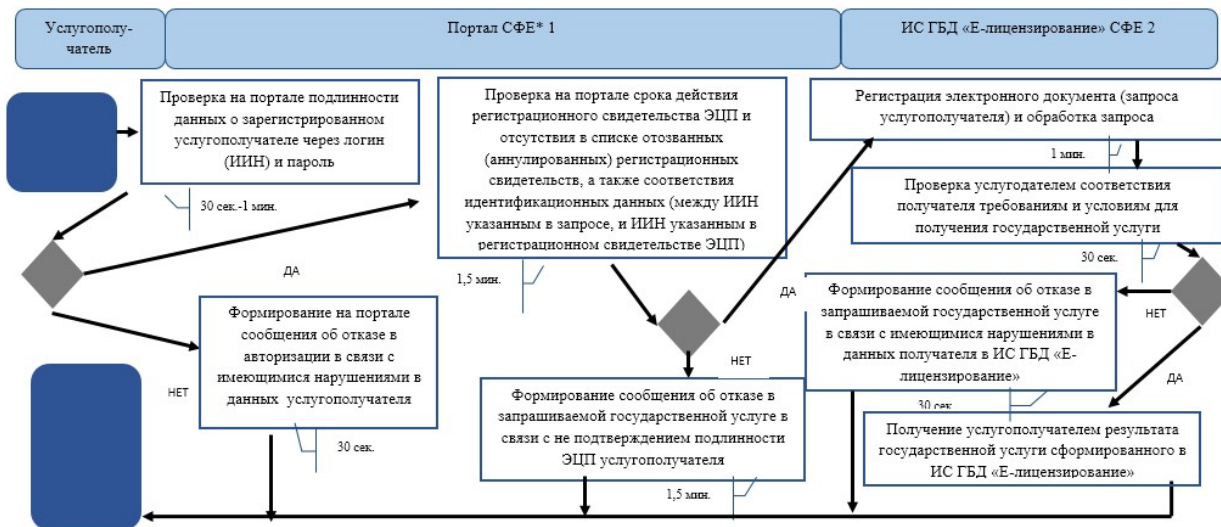 Услугополу-
чатель
Портал СФЕ* 1
ИС ГБД «Е-лицензирование» СФЕ 2
Проверка на портале подлинности
данных о зарегистрированном
услугополучателе через логин
(ИИН) и пароль
30 сек.-1 мин.
ДА
Формирование на портале
сообщения об отказе в
авторизации в связи с
имеющимися нарушениями в
данных услугополучателя
НЕТ
30 сек.
Проверка на портале срока действия
регистрационного свидетельства ЭЦП и
отсутствия в списке отозванных
(аннулированных) регистрационных
свидетельств, а также соответствия
идентификационных данных (между ИИН
указанным в запросе, и ИИН указанным в
регистрационном свидетельстве ЭЦП)
1,5 мин.
ДА
НЕТ
Формирование сообщения об отказе в
запрашиваемой государственной услуге в
связи с не подтверждением подлинности
ЭЦП услугополучателя
1,5 мин.
Регистрация электронного документа (запроса
услугополучателя) и обработка запроса
1 мин.
Проверка услугодателем соответствия
получателя требованиям и условиям для
получения государственной услуги
30 сек.
НЕТ
Формирование сообщения об отказе в
запрашиваемой государственной услуге
в связи с имеющимися нарушениями в
данных получателя в ИС ГБД «Е-
лицензирование»
ДА
30 сек.
Получение услугополучателем результата
государственной услуги сформированного в
ИС ГБД «Е-лицензирование»